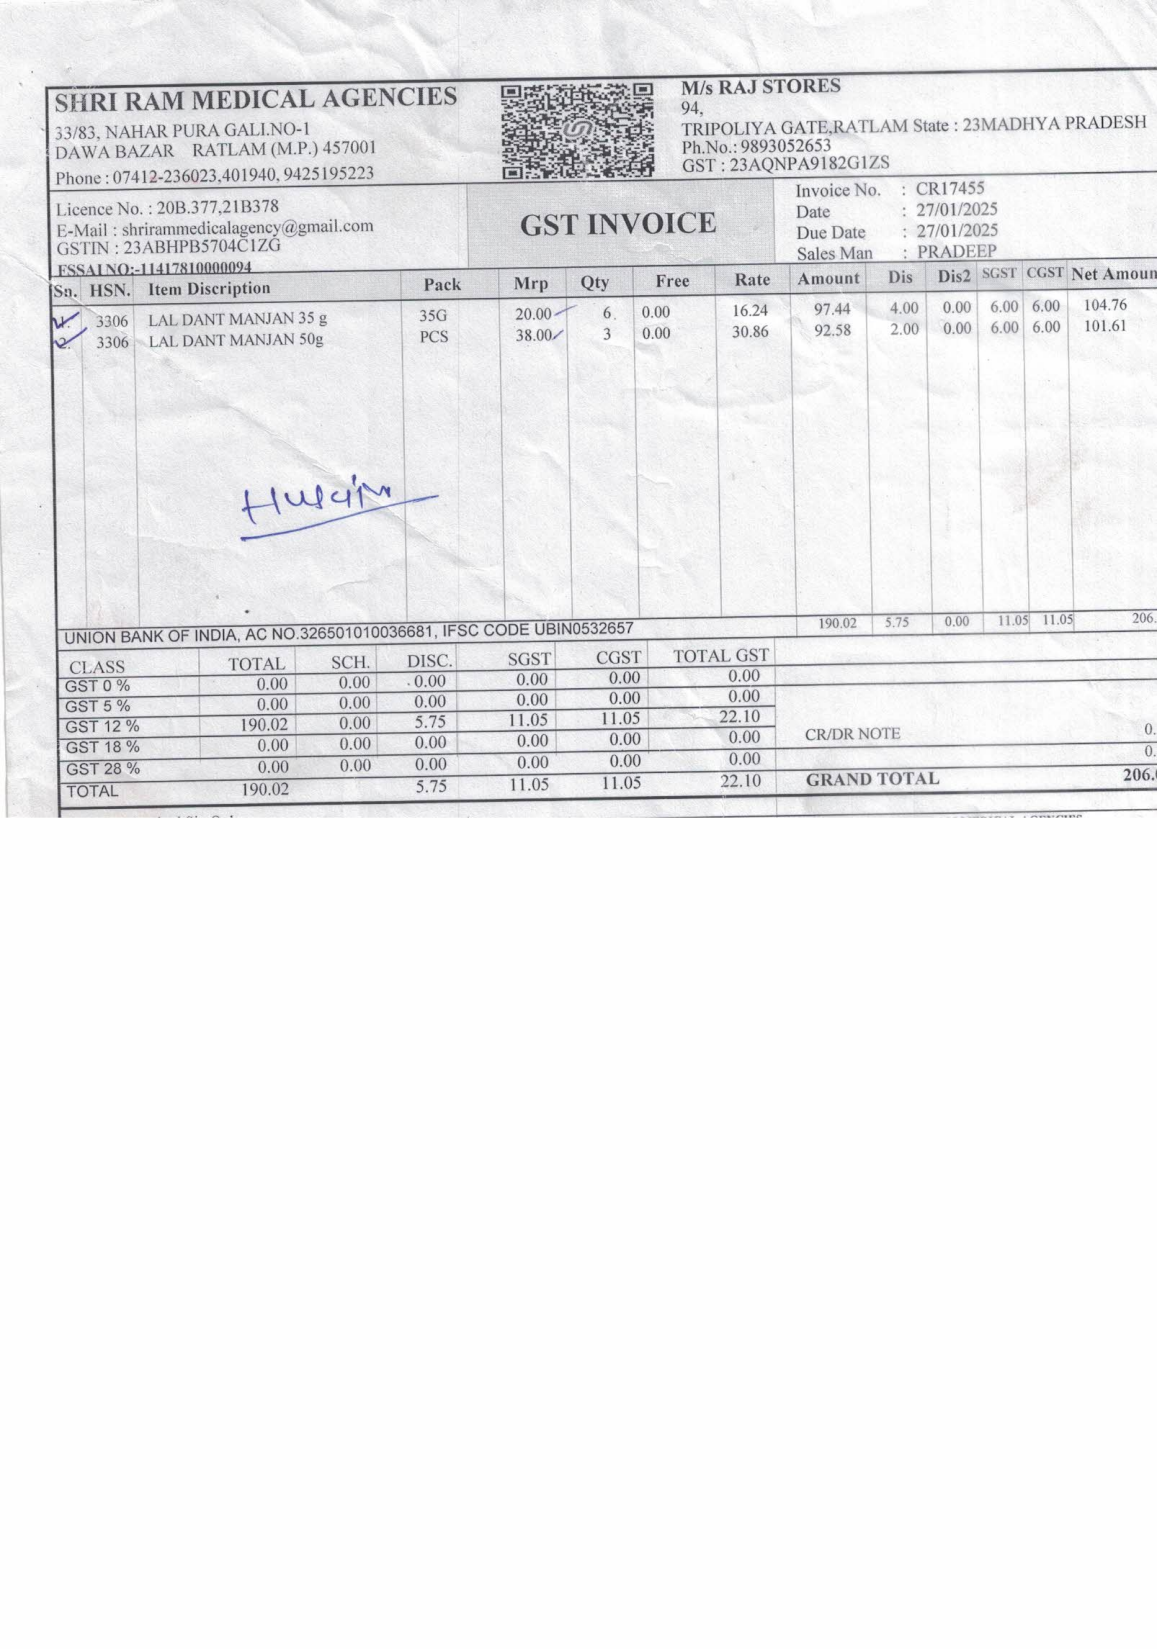 SHRI RAM MEDICAL AGENCIES
33/83, NAHAR PURA GALI.NO-1
DAWA BAZAR RATLAM (M.P.) 457001
Phone : 07412-236023,401940, 9425195223
M/s RAJ STORES
94,
TRIPOLIYA GATE,RATLAM State : 23MADHYA PRADESH
Ph.No.: 9893052653
GST : 23AQNPA9182G1ZS
Licence No. : 20B.377,21B378
E-Mail : shrirammedicalagency@gmail.com
GSTIN : 23ABHPB5704C1ZG
FSSAI NO:-11417810000094
GST INVOICE
Invoice No. : CR17455
Date : 27/01/2025
Due Date : 27/01/2025
Sales Man : PRADEEP
Sn. HSN. Item Discription Pack Mrp Qty Free Rate Amount Dis Dis2 SGST CGST Net Amoun
1. 3306 LAL DANT MANJAN 35 g 35G 20.00 6 0.00 16.24 97.44 4.00 0.00 6.00 6.00 104.76
2. 3306 LAL DANT MANJAN 50g PCS 38.00 3 0.00 30.86 92.58 2.00 0.00 6.00 6.00 101.61
Husain
UNION BANK OF INDIA, AC NO.326501010036681, IFSC CODE UBIN0532657 190.02 5.75 0.00 11.05 11.05 206.
CLASS TOTAL SCH. DISC. SGST CGST TOTAL GST
GST 0 % 0.00 0.00 0.00 0.00 0.00 0.00
GST 5 % 0.00 0.00 0.00 0.00 0.00 0.00
GST 12 % 190.02 0.00 5.75 11.05 11.05 22.10
GST 18 % 0.00 0.00 0.00 0.00 0.00 0.00
GST 28 % 0.00 0.00 0.00 0.00 0.00 0.00
TOTAL 190.02 5.75 11.05 11.05 22.10
CR/DR NOTE 0.
0.
GRAND TOTAL 206.